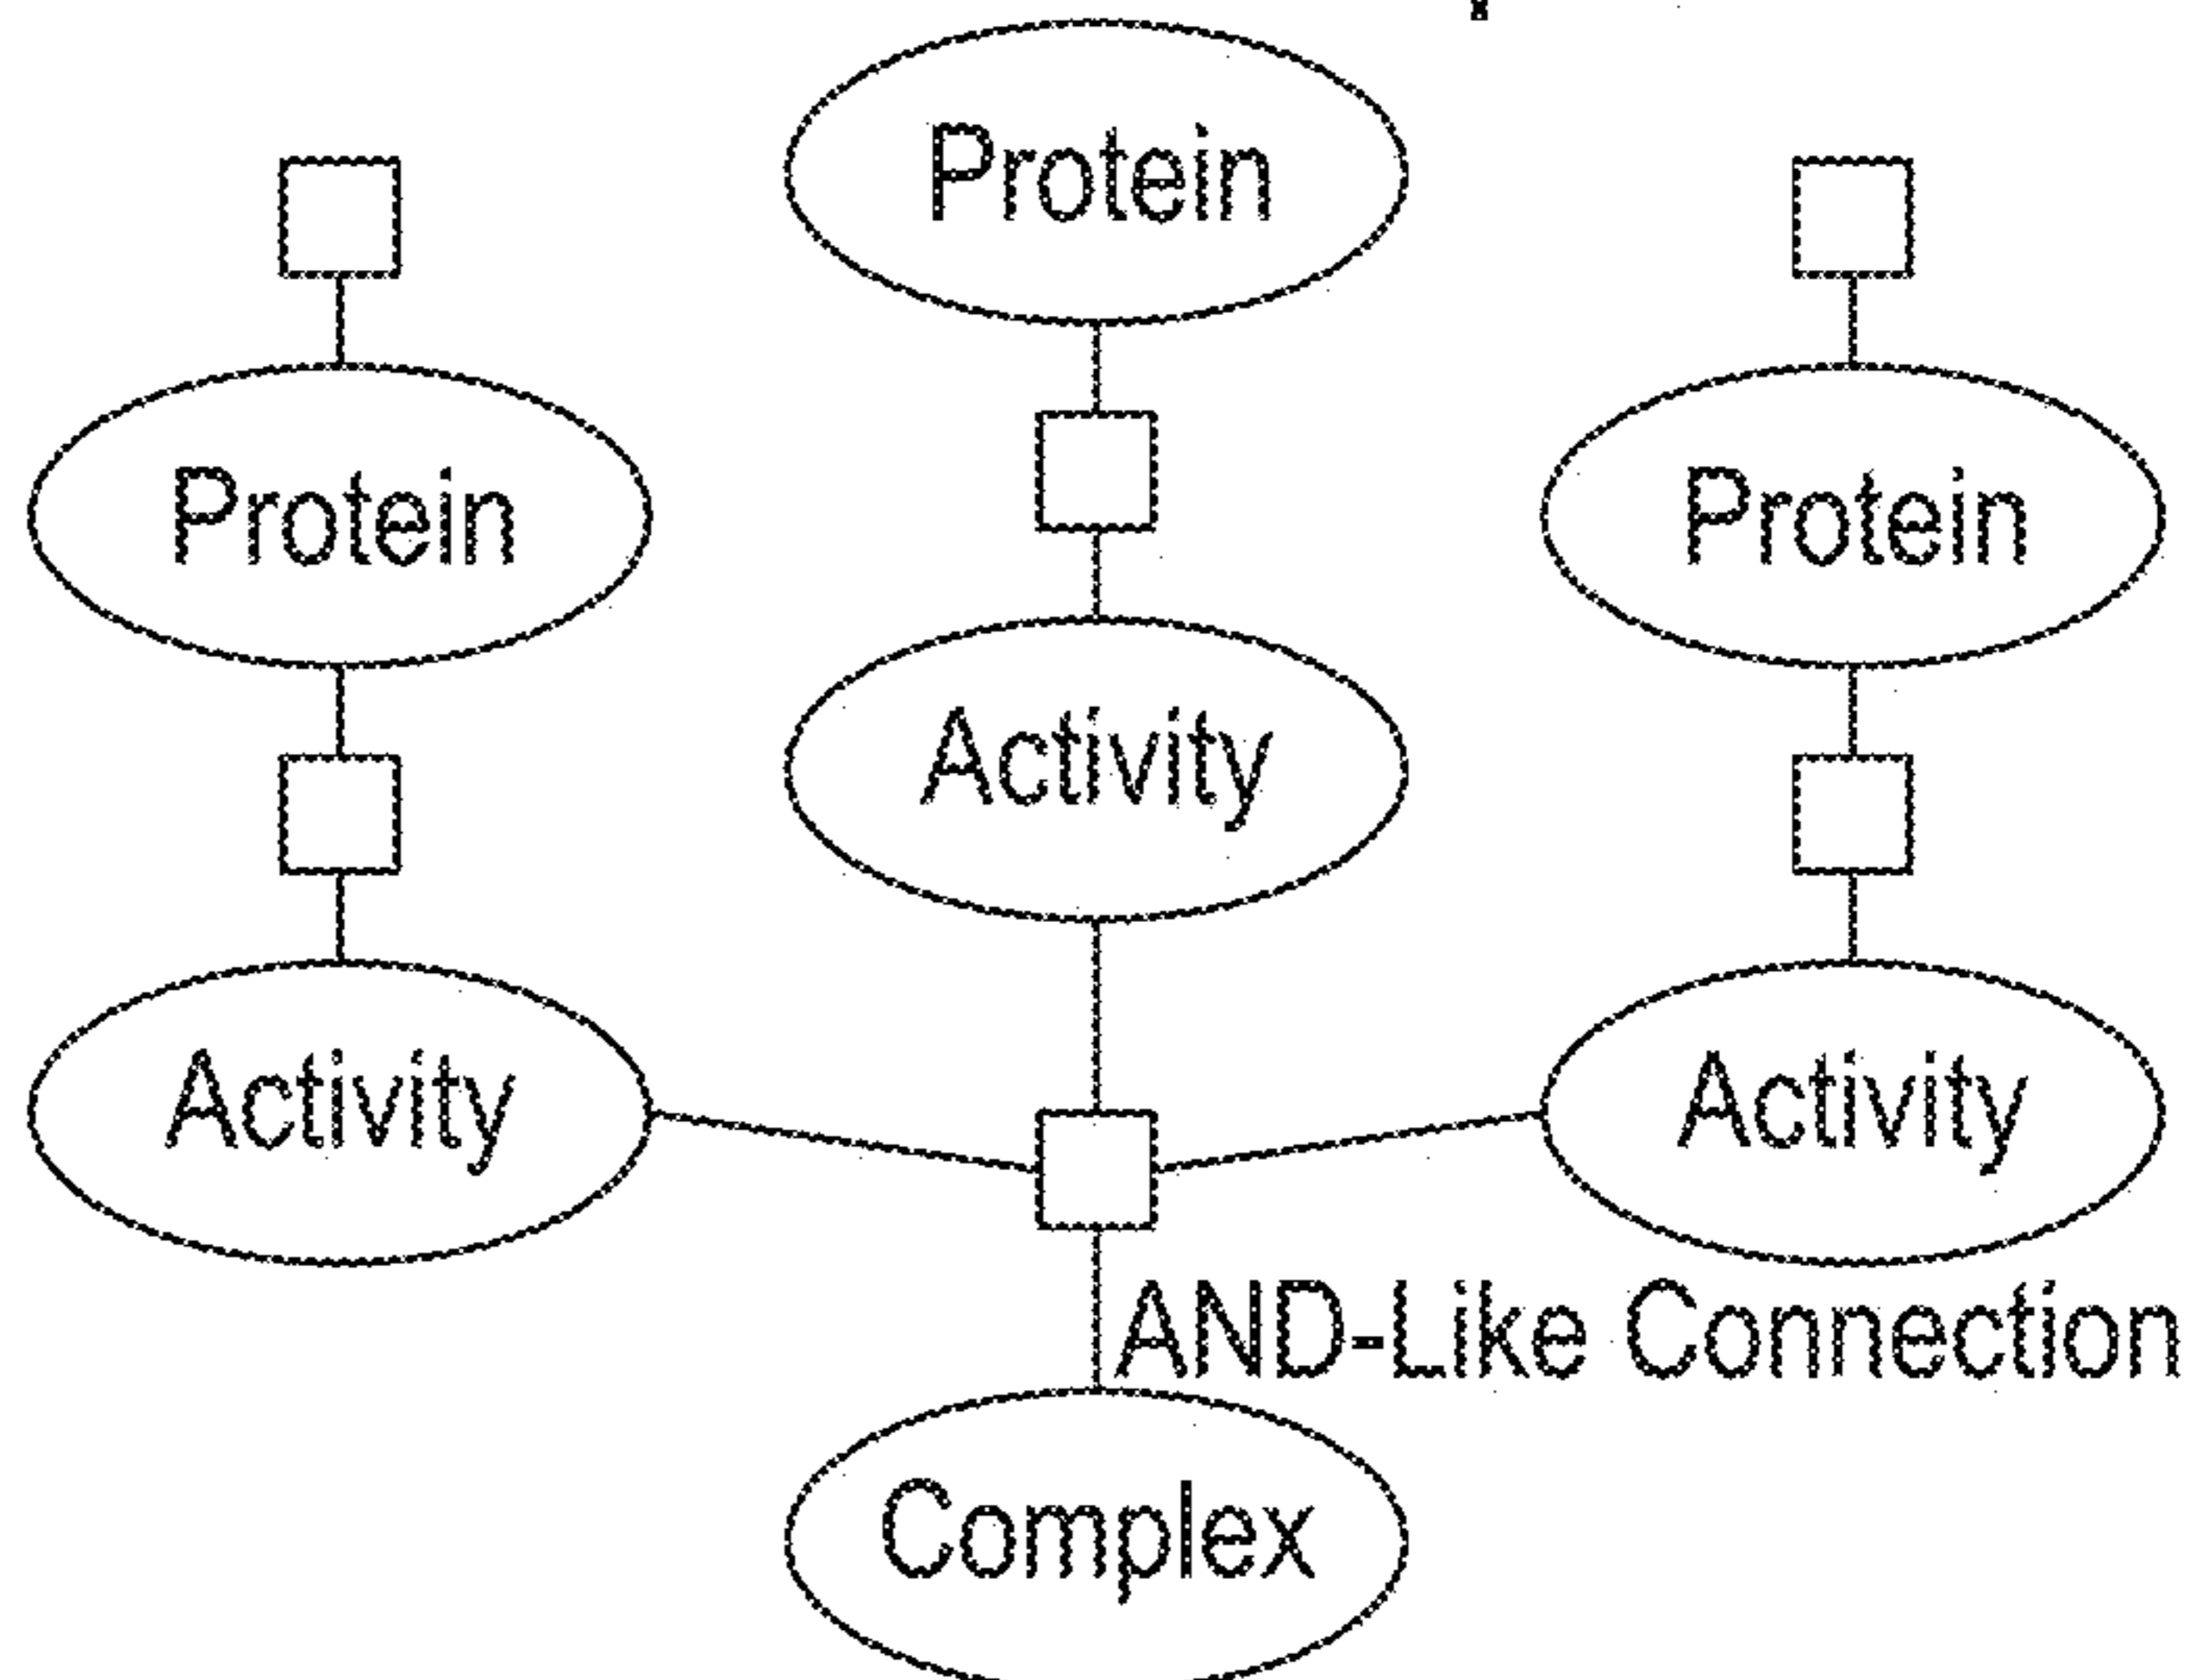 Protein
Protein
Protein
Activity
Activity
Activity
AND-Like Connection
Complex